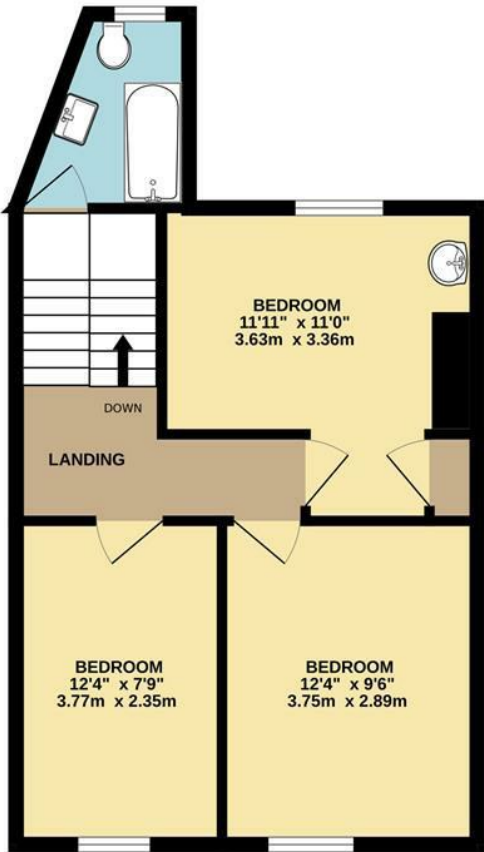 BEDROOM
11'11" x 11'0"
3.63m x 3.36m
DOWN
LANDING
BEDROOM
12'4" x 7'9"
3.77m x 2.35m
BEDROOM
12'4" x 9'6"
3.75m x 2.89m